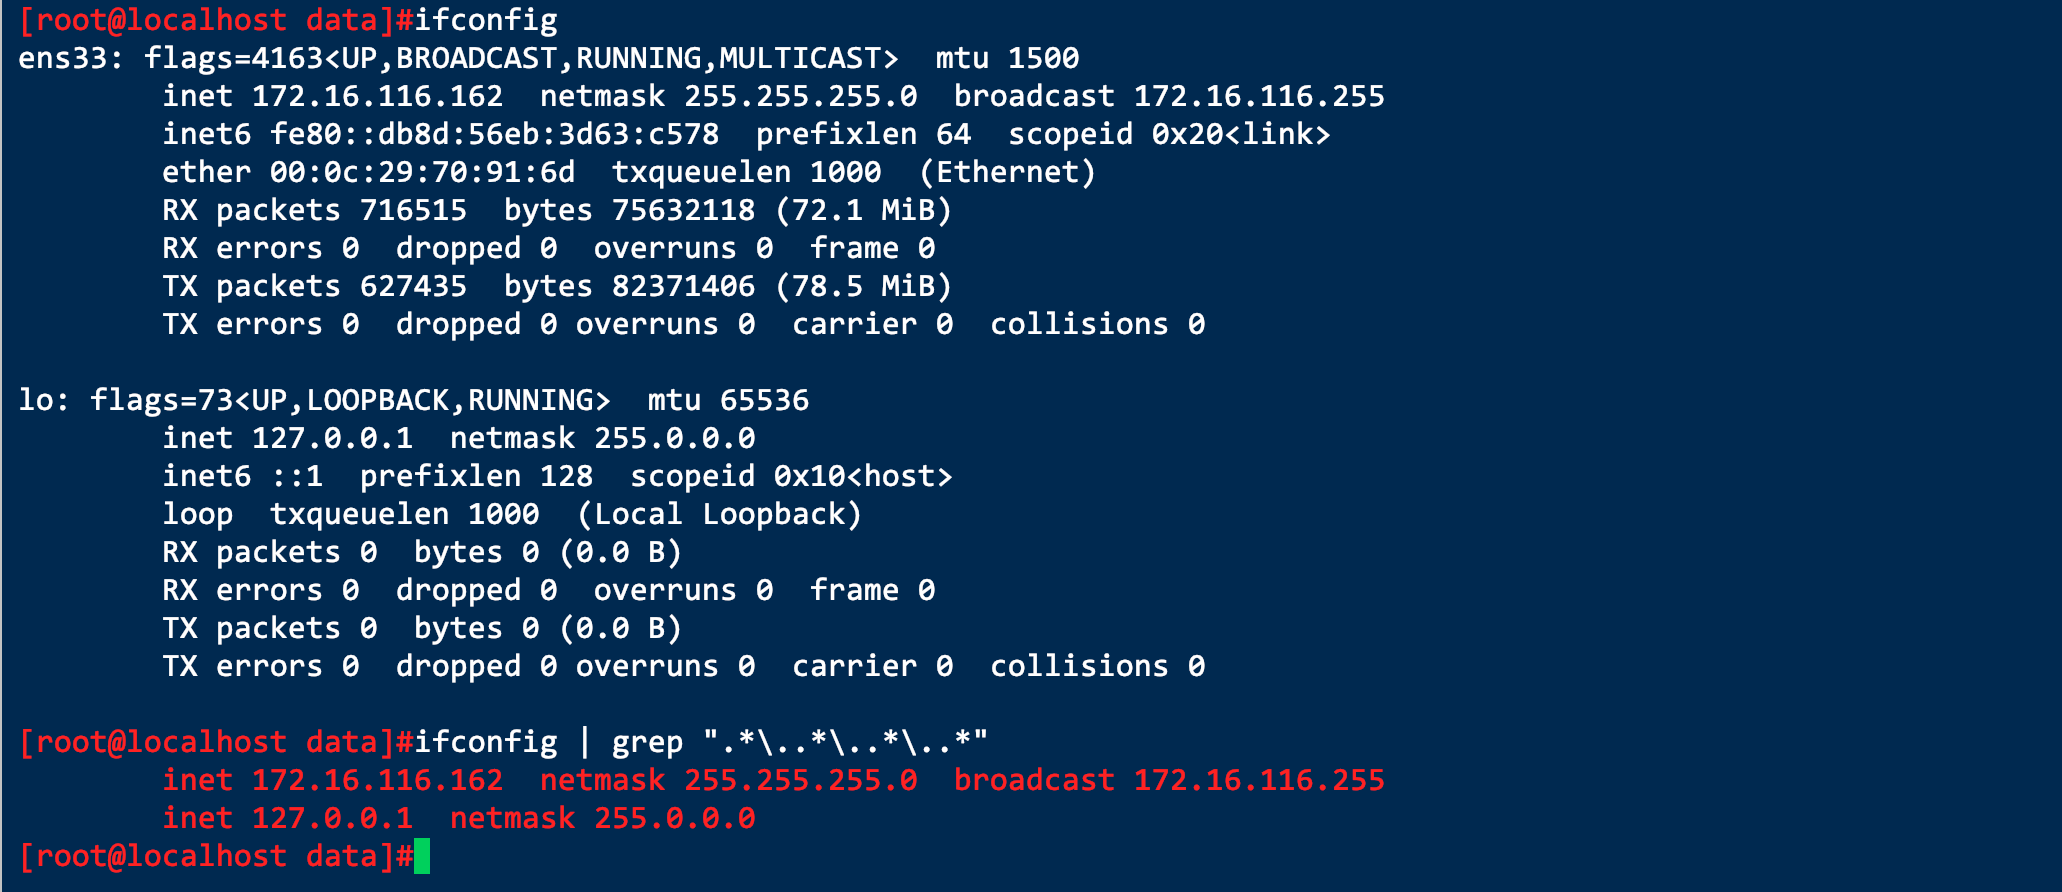 [root@localhost data]#ifconfig
ens33: flags=4163<UP,BROADCAST,RUNNING,MULTICAST>  mtu 1500
        inet 172.16.116.162  netmask 255.255.255.0  broadcast 172.16.116.255
        inet6 fe80::db8d:56eb:3d63:c578  prefixlen 64  scopeid 0x20<link>
        ether 00:0c:29:70:91:6d  txqueuelen 1000  (Ethernet)
        RX packets 716515  bytes 75632118 (72.1 MiB)
        RX errors 0  dropped 0  overruns 0  frame 0
        TX packets 627435  bytes 82371406 (78.5 MiB)
        TX errors 0  dropped 0 overruns 0  carrier 0  collisions 0

lo: flags=73<UP,LOOPBACK,RUNNING>  mtu 65536
        inet 127.0.0.1  netmask 255.0.0.0
        inet6 ::1  prefixlen 128  scopeid 0x10<host>
        loop  txqueuelen 1000  (Local Loopback)
        RX packets 0  bytes 0 (0.0 B)
        RX errors 0  dropped 0  overruns 0  frame 0
        TX packets 0  bytes 0 (0.0 B)
        TX errors 0  dropped 0 overruns 0  carrier 0  collisions 0

[root@localhost data]#ifconfig | grep ".*\..*\..*\..*"
        inet 172.16.116.162  netmask 255.255.255.0  broadcast 172.16.116.255
        inet 127.0.0.1  netmask 255.0.0.0
[root@localhost data]#